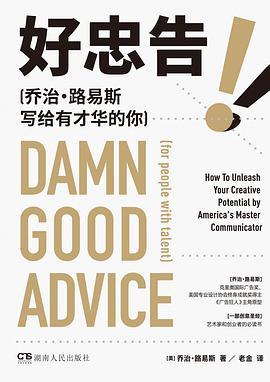 好忠告!
(乔治·路易斯
写给有才华的你)
DAMN
GOOD
ADVICE
(for people with talent)
How To Unleash
Your Creative
Potential by
America's Master
Communicator
[乔治·路易斯]
克里奥国际广告奖、
美国专业设计协会终身成就奖得主
《广告狂人》主角原型
[一部创意圣经]
艺术家和创业者的必读书
湖南人民出版社
[美] 乔治·路易斯 著 / 老金 译